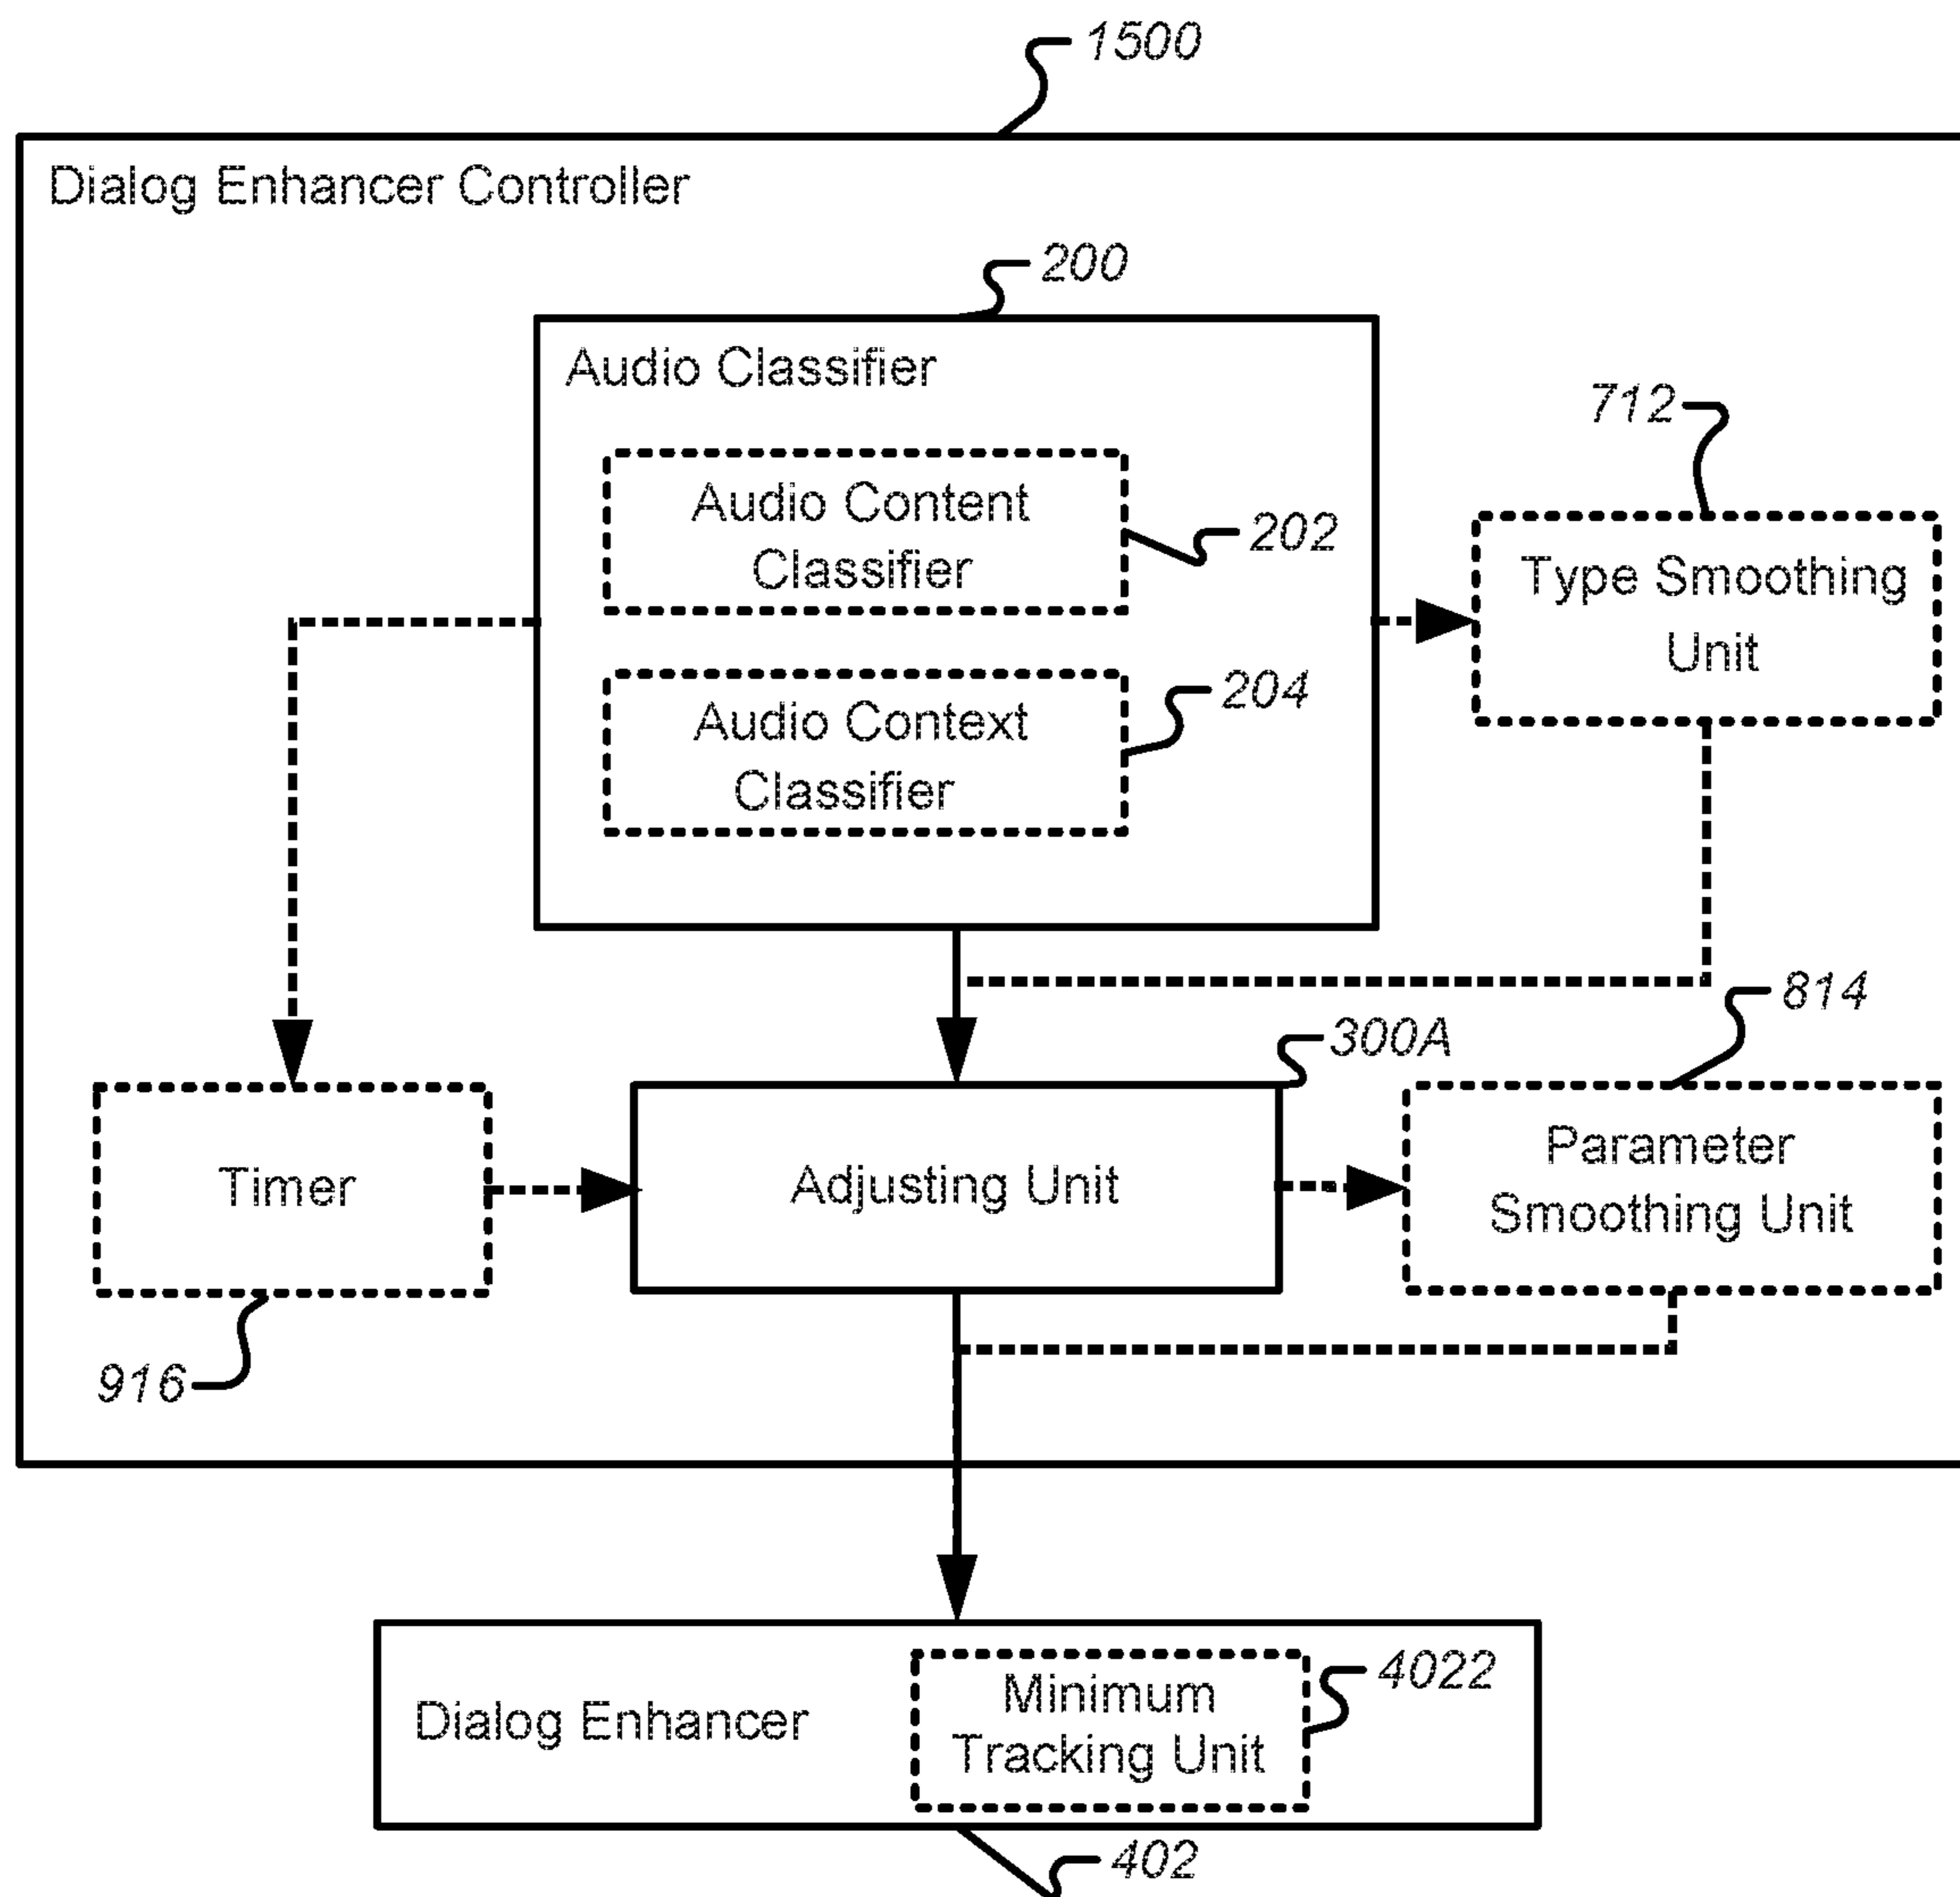 1500
Dialog Enhancer Controller
200
Audio Classifier
712
Audio Content
Classifier
202
Type Smoothing
Unit
204
Audio Context
Classifier
814
300A
Timer
Adjusting Unit
Parameter
Smoothing Unit
916
Dialog Enhancer
Minimum
Tracking Unit
4022
402